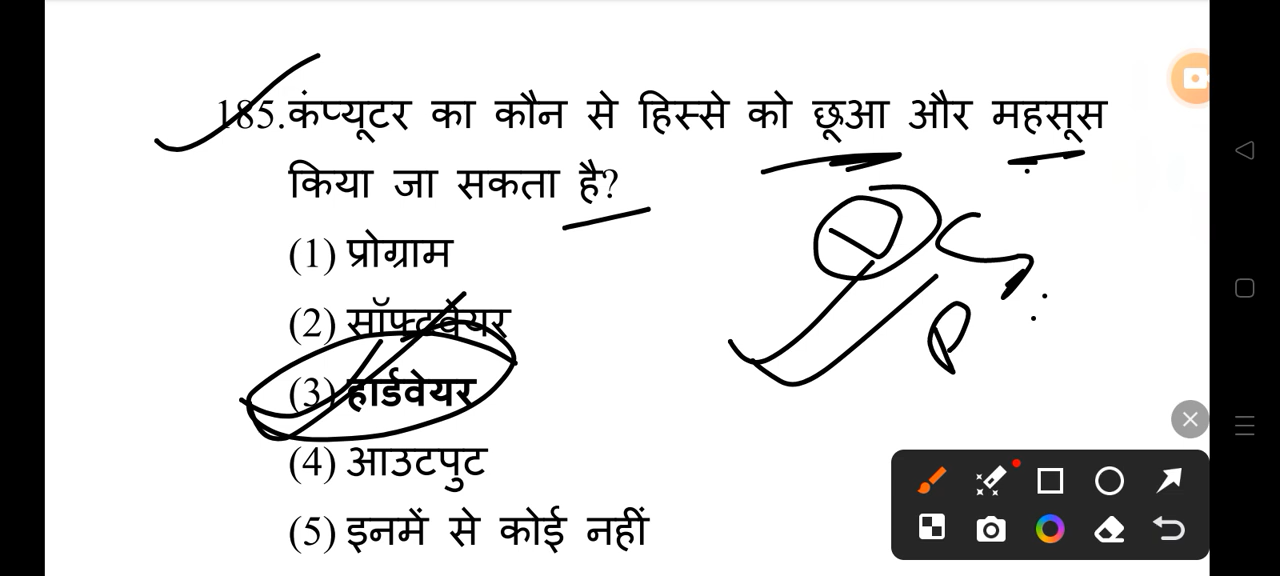 185.कंप्यूटर का कौन से हिस्से को छूआ और महसूस
किया जा सकता है?
(1) प्रोग्राम
(2) सॉफ्टवेयर
(3) हार्डवेयर
(4) आउटपुट
(5) इनमें से कोई नहीं